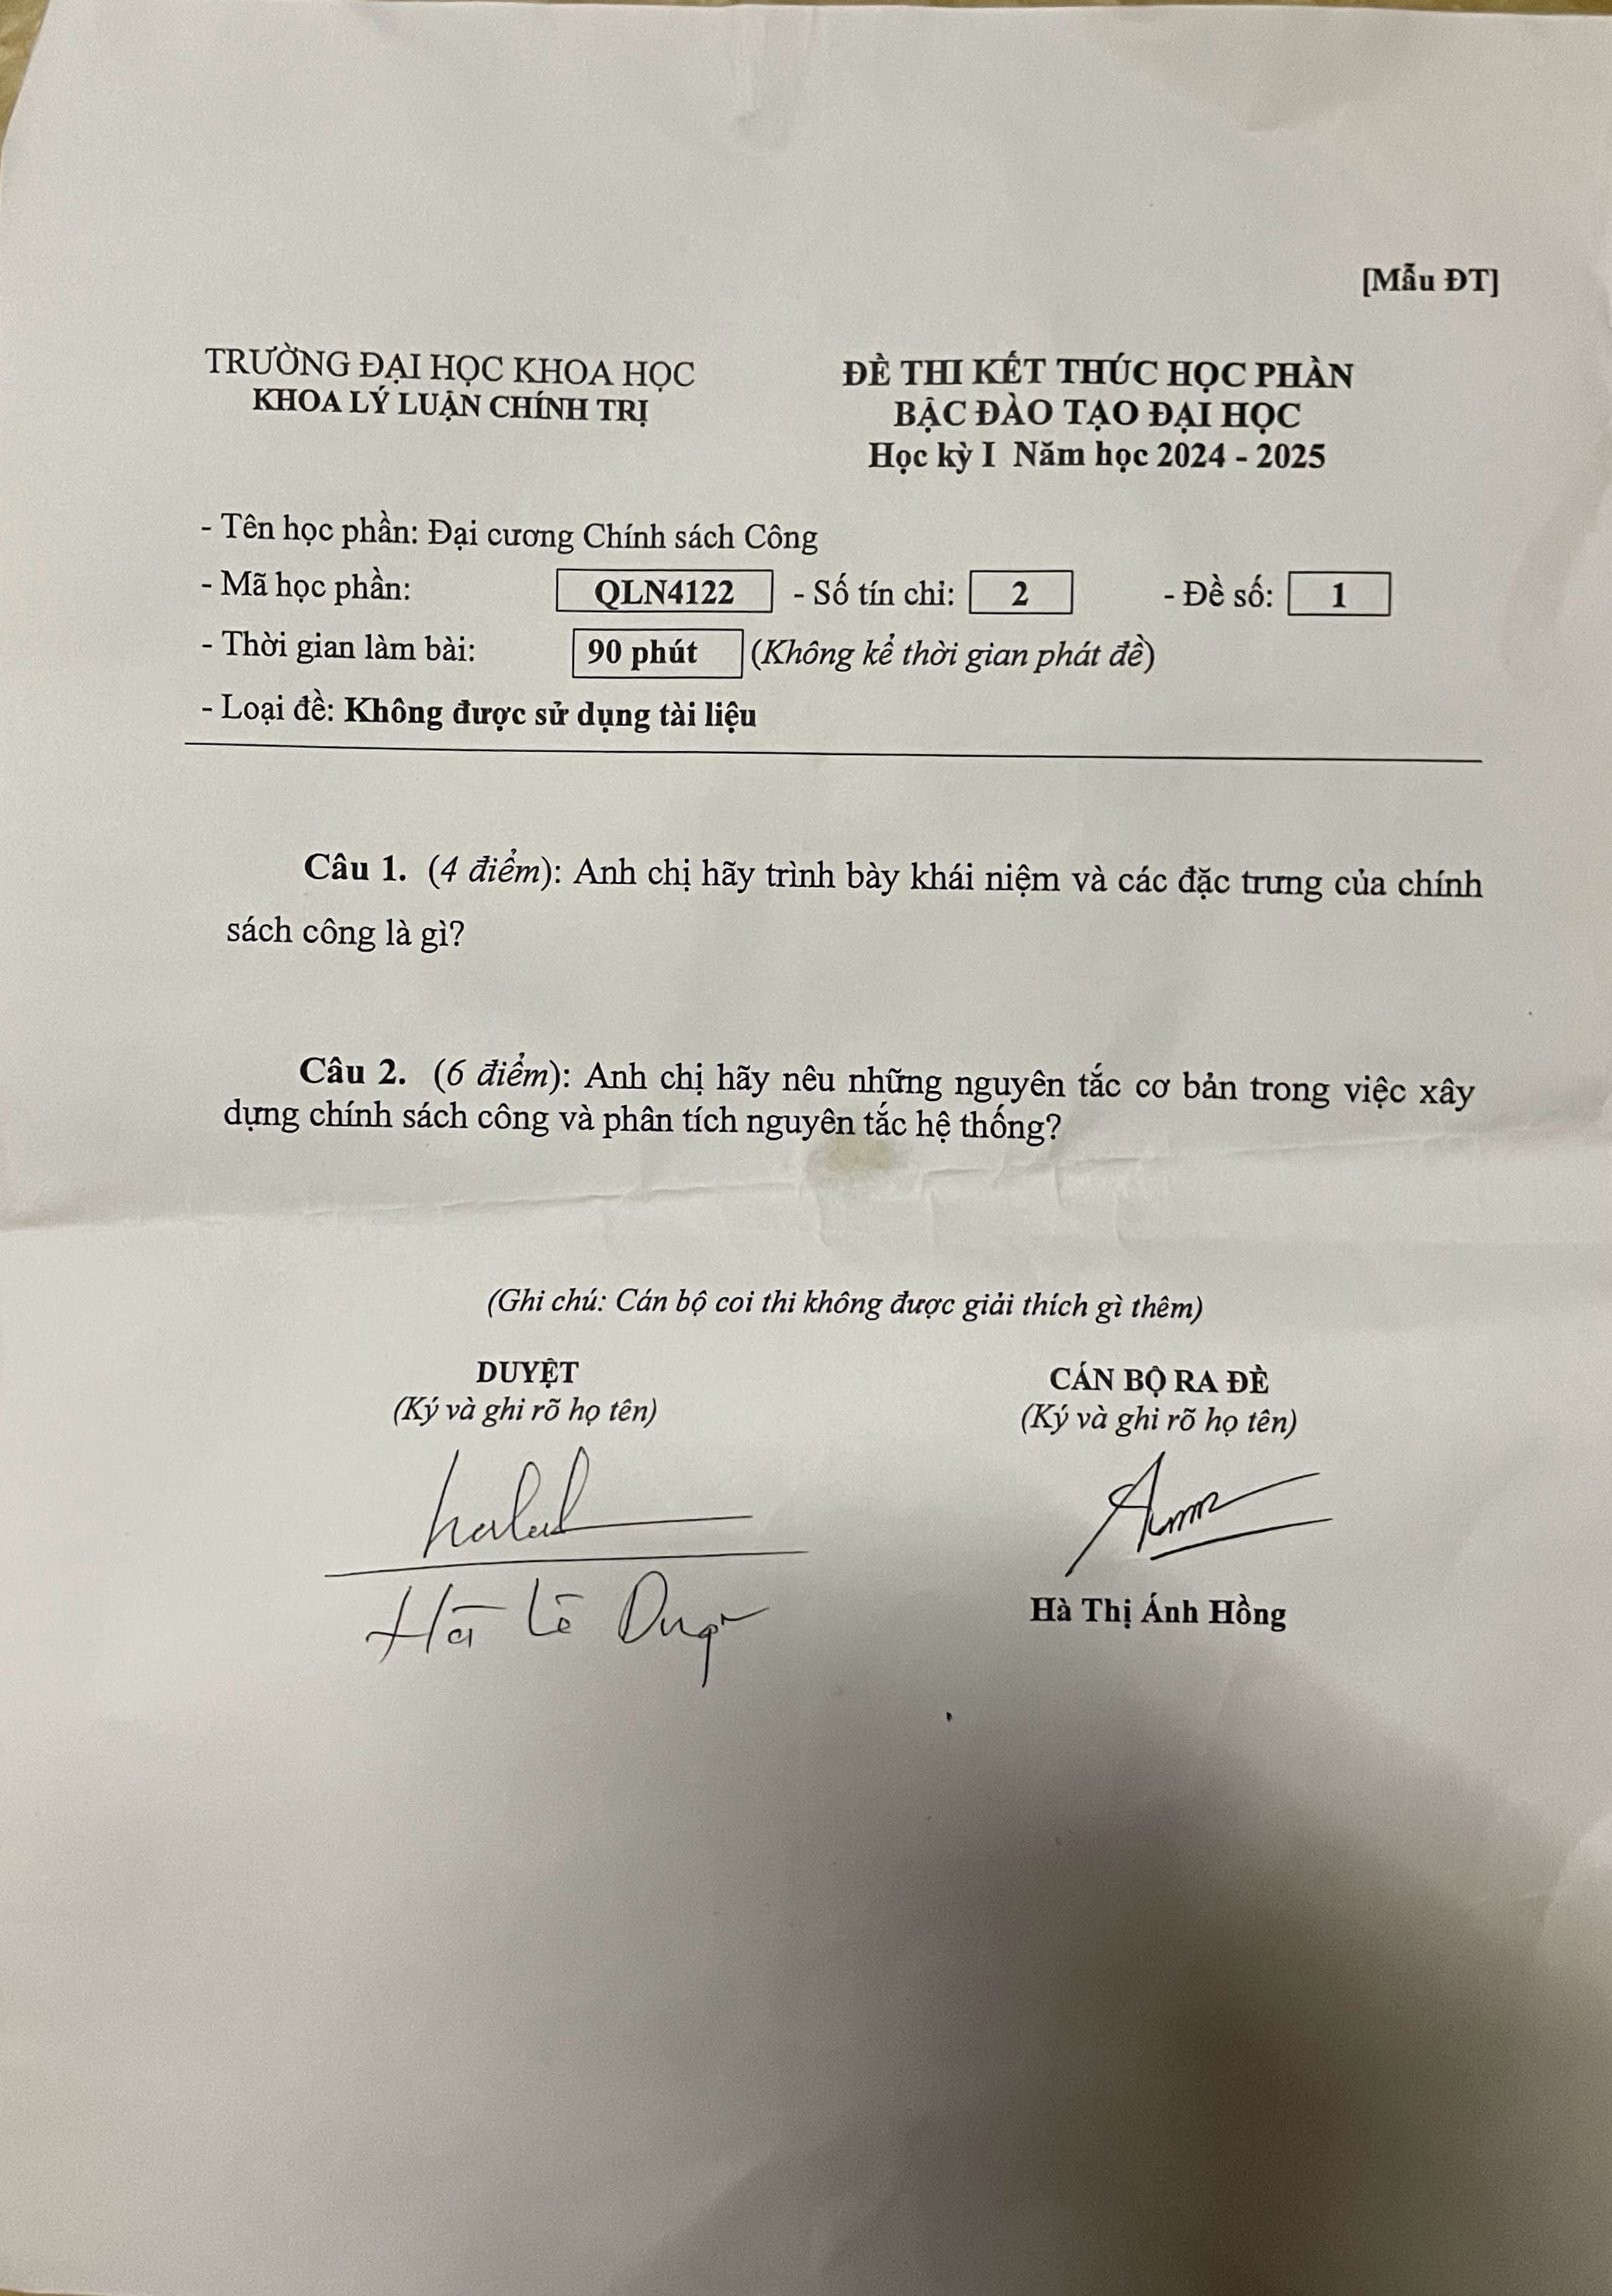 [Mẫu ĐT]
TRƯỜNG ĐẠI HỌC KHOA HỌC
KHOA LÝ LUẬN CHÍNH TRỊ
ĐỀ THI KẾT THÚC HỌC PHẦN
BẬC ĐÀO TẠO ĐẠI HỌC
Học kỳ I Năm học 2024 - 2025
- Tên học phần: Đại cương Chính sách Công
- Mã học phần: QLN4122 - Số tín chỉ: 2 - Đề số: 1
- Thời gian làm bài: 90 phút (Không kể thời gian phát đề)
- Loại đề: Không được sử dụng tài liệu
Câu 1. (4 điểm): Anh chị hãy trình bày khái niệm và các đặc trưng của chính
sách công là gì?
Câu 2. (6 điểm): Anh chị hãy nêu những nguyên tắc cơ bản trong việc xây
dựng chính sách công và phân tích nguyên tắc hệ thống?
(Ghi chú: Cán bộ coi thi không được giải thích gì thêm)
DUYỆT
(Ký và ghi rõ họ tên)
CÁN BỘ RA ĐỀ
(Ký và ghi rõ họ tên)
Lê
Hà Thị Ánh Hồng